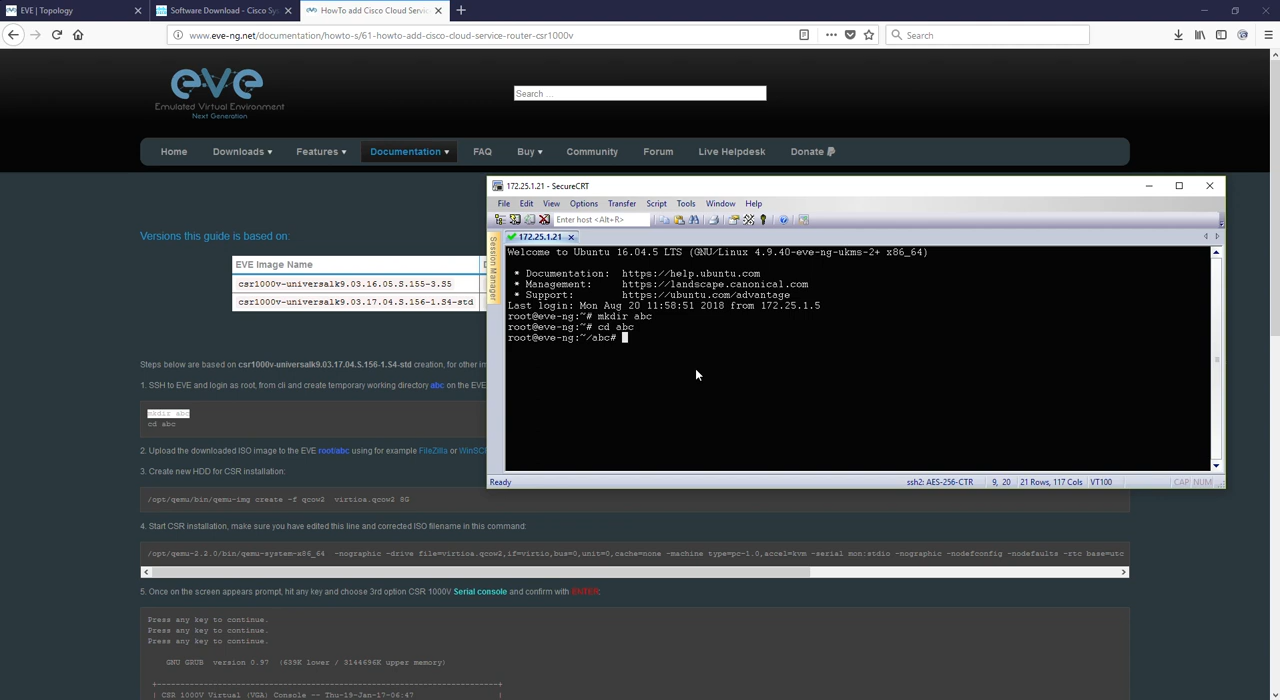 EVE | Topology
Software Download - Cisco Sy
HowTo add Cisco Cloud Servic
www.eve-ng.net/documentation/howto-s/61-howto-add-cisco-cloud-service-router-csr1000v
Search
eve
Emulated Virtual Environment
Next Generation
Search ...
Home
Downloads
Features
Documentation
FAQ
Buy
Community
Forum
Live Helpdesk
Donate
172.25.1.21 - SecureCRT
File Edit View Options Transfer Script Tools Window Help
Enter host <Alt+R>
Session Manager
172.25.1.21
Welcome to Ubuntu 16.04.5 LTS (GNU/Linux 4.9.40-eve-ng-ukms-2+ x86_64)
* Documentation: https://help.ubuntu.com
* Management: https://landscape.canonical.com
* Support: https://ubuntu.com/advantage
Last login: Mon Aug 20 11:58:51 2018 from 172.25.1.5
root@eve-ng:~# mkdir abc
root@eve-ng:~# cd abc
root@eve-ng:~/abc#
Ready
ssh2: AES-256-CTR
9, 20
21 Rows, 117 Cols
VT100
CAP NUM
Versions this guide is based on:
EVE Image Name
D
csr1000v-universalk9.03.16.05.S.155-3.S5
csr1000v-universalk9.03.17.04.S.156-1.S4-std
Steps below are based on csr1000v-universalk9.03.17.04.S.156-1.S4-std creation, for other im
1. SSH to EVE and login as root, from cli and create temporary working directory abc on the EVE
mkdir abc
cd abc
2. Upload the downloaded ISO image to the EVE root/abc using for example FileZilla or WinSC
3. Create new HDD for CSR installation:
/opt/qemu/bin/qemu-img create -f qcow2 virtioa.qcow2 8G
4. Start CSR installation, make sure you have edited this line and corrected ISO filename in this command:
/opt/qemu-2.2.0/bin/qemu-system-x86_64 -nographic -drive file=virtioa.qcow2,if=virtio,bus=0,unit=0,cache=none -machine type=pc-1.0,accel=kvm -serial mon:stdio -nographic -nodefconfig -nodefaults -rtc base=utc
5. Once on the screen appears prompt, hit any key and choose 3rd option CSR 1000V Serial console and confirm with ENTER:
Press any key to continue.
Press any key to continue.
Press any key to continue.
GNU GRUB version 0.97 (639K lower / 3144696K upper memory)
+-------------------------------------------------------------------------+
| CSR 1000V Virtual (VGA) Console -- Thu-19-Jan-17-06:47